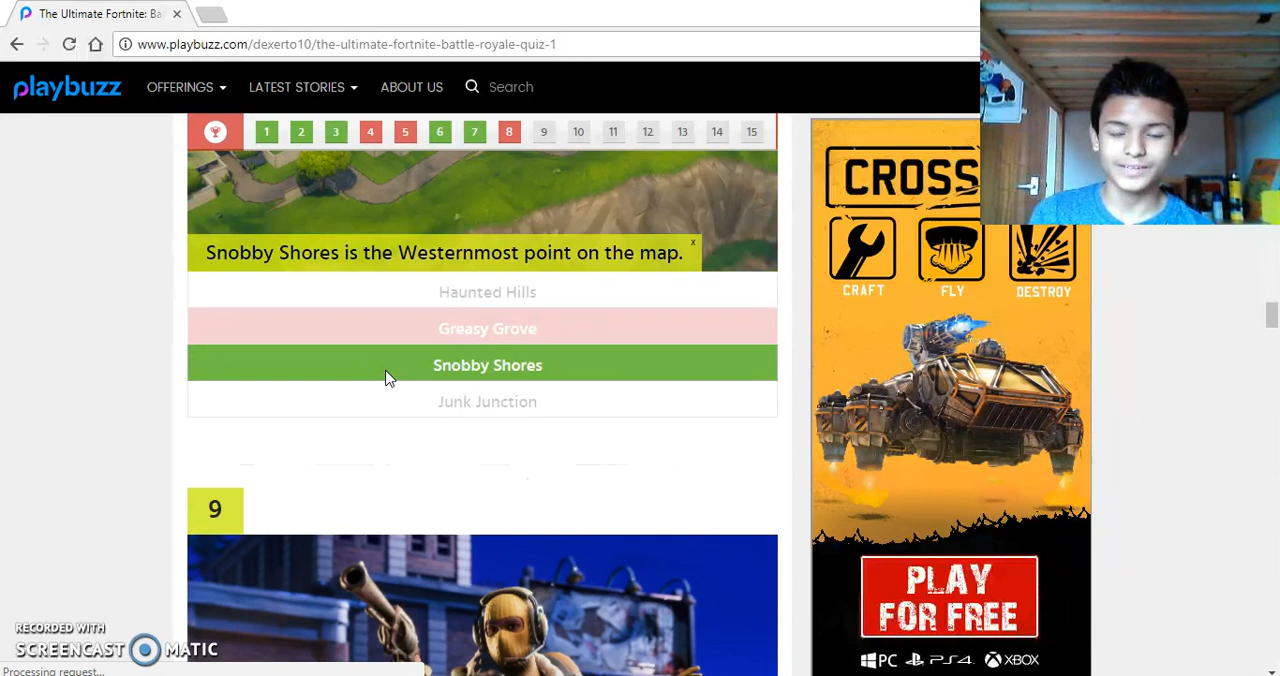 The Ultimate Fortnite: Ba
www.playbuzz.com/dexerto10/the-ultimate-fortnite-battle-royale-quiz-1
playbuzz OFFERINGS LATEST STORIES ABOUT US Search
1 2 3 4 5 6 7 8 9 10 11 12 13 14 15
Snobby Shores is the Westernmost point on the map.
x
Haunted Hills
Greasy Grove
Snobby Shores
Junk Junction
9
CROSS
CRAFT FLY DESTROY
PLAY
FOR FREE
PC PS4 XBOX
RECORDED WITH
SCREENCAST MATIC
Processing request...